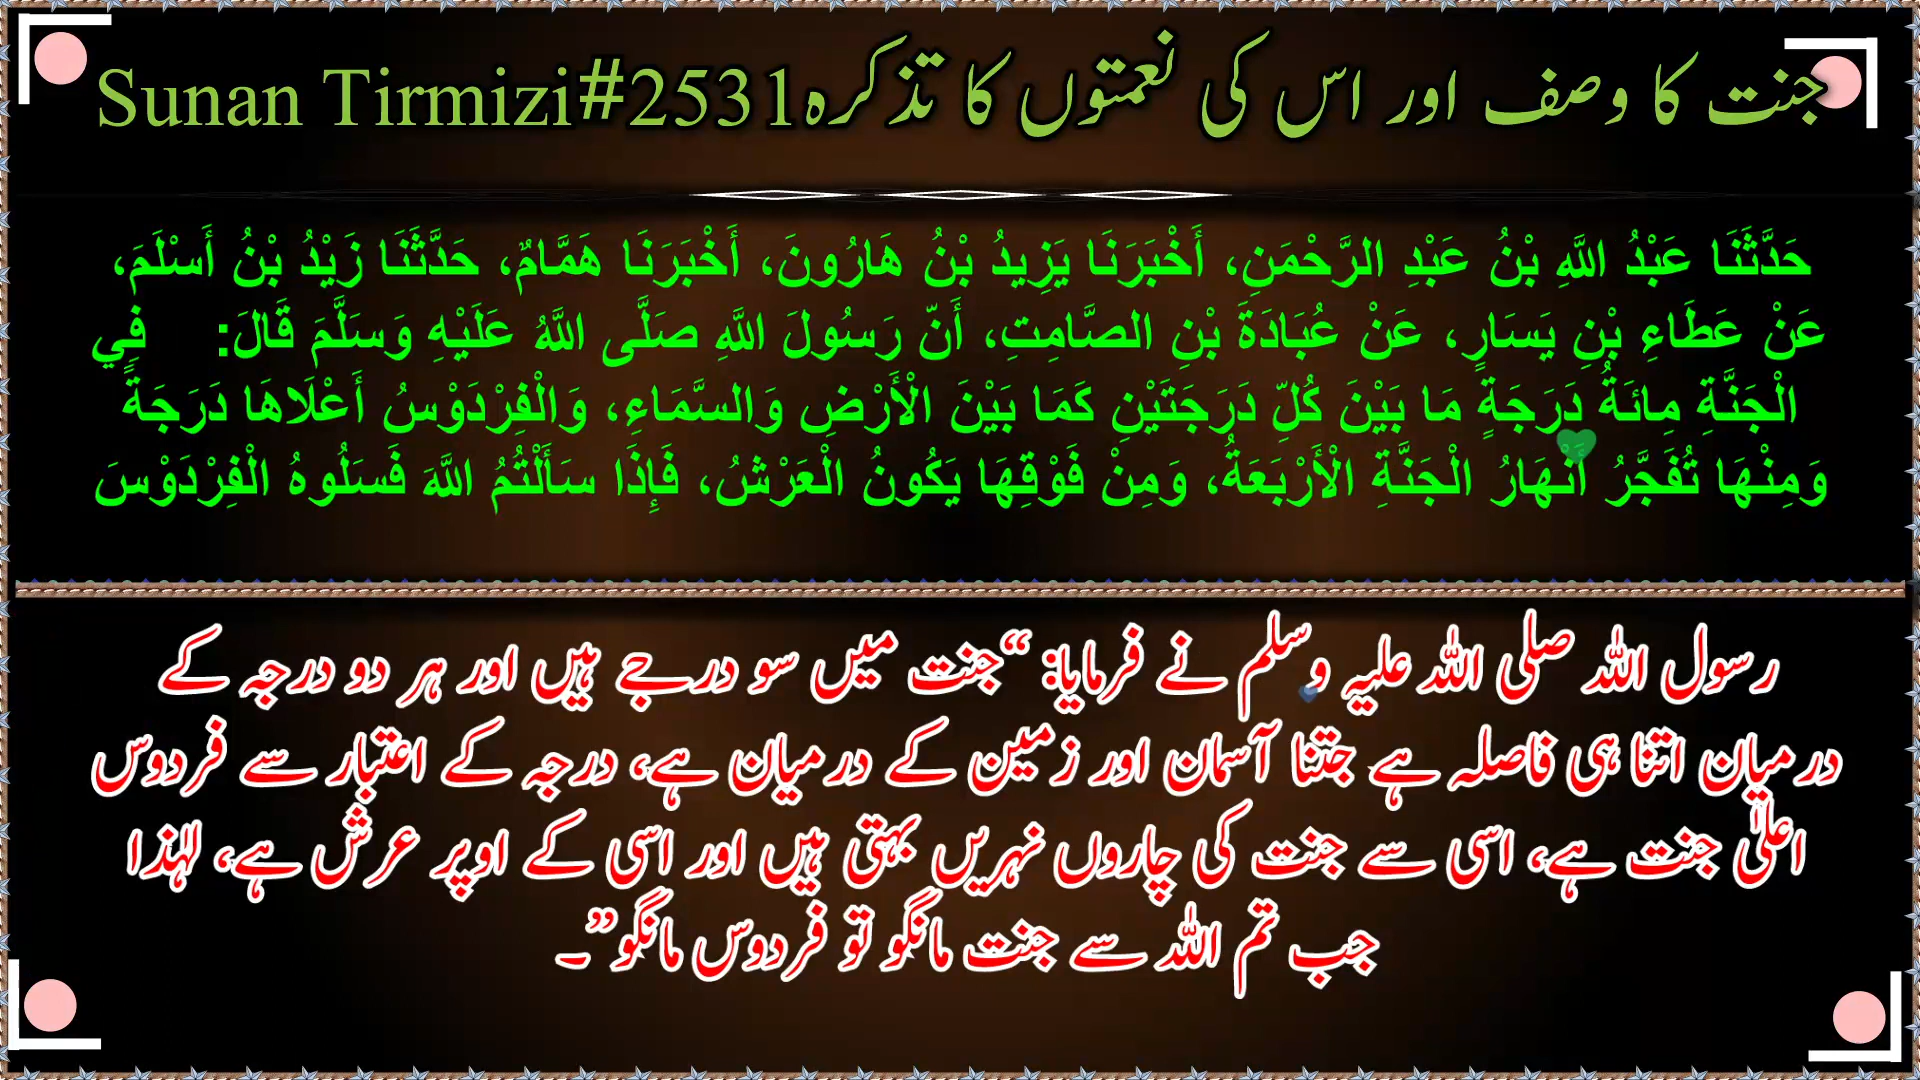 جنت کا وصف اور اس کی نعمتوں کا تذکرہ Sunan Tirmizi#2531
حَدَّثَنَا عَبْدُ اللَّهِ بْنُ عَبْدِ الرَّحْمَنِ، أَخْبَرَنَا يَزِيدُ بْنُ هَارُونَ، أَخْبَرَنَا هَمَّامٌ، حَدَّثَنَا زَيْدُ بْنُ أَسْلَمَ،
عَنْ عَطَاءِ بْنِ يَسَارٍ، عَنْ عُبَادَةَ بْنِ الصَّامِتِ، أَنّ رَسُولَ اللَّهِ صَلَّى اللَّهُ عَلَيْهِ وَسَلَّمَ قَالَ: فِي
الْجَنَّةِ مِائَةُ دَرَجَةٍ مَا بَيْنَ كُلِّ دَرَجَتَيْنِ كَمَا بَيْنَ الْأَرْضِ وَالسَّمَاءِ، وَالْفِرْدَوْسُ أَعْلَاهَا دَرَجَةً
وَمِنْهَا تُفَجَّرُ أَنْهَارُ الْجَنَّةِ الْأَرْبَعَةُ، وَمِنْ فَوْقِهَا يَكُونُ الْعَرْشُ، فَإِذَا سَأَلْتُمُ اللَّهَ فَسَلُوهُ الْفِرْدَوْسَ
رسول اللہ صلی اللہ علیہ وسلم نے فرمایا: “جنت میں سو درجے ہیں اور ہر دو درجہ کے
درمیان اتنا ہی فاصلہ ہے جتنا آسمان اور زمین کے درمیان ہے، درجہ کے اعتبار سے فردوس
اعلیٰ جنت ہے، اسی سے جنت کی چاروں نہریں بہتی ہیں اور اسی کے اوپر عرش ہے، لہٰذا
جب تم اللہ سے جنت مانگو تو فردوس مانگو”۔